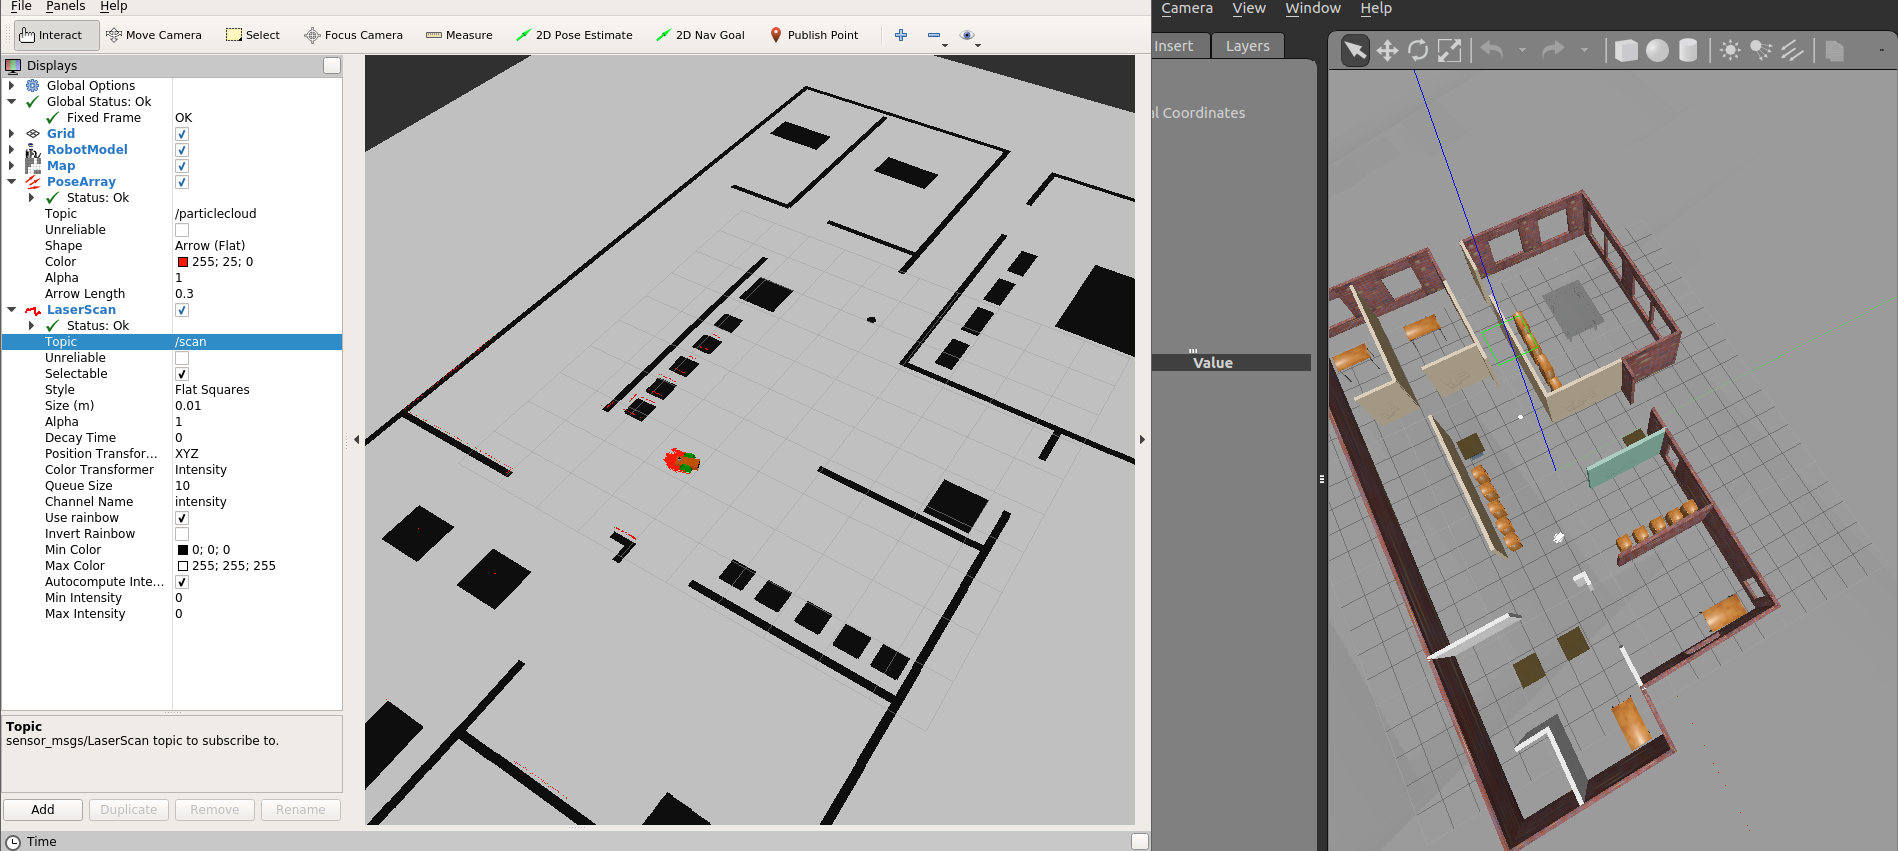 File Panels Help
Interact Move Camera Select Focus Camera Measure 2D Pose Estimate 2D Nav Goal Publish Point
Displays
Global Options
Global Status: Ok
Fixed Frame OK
Grid
RobotModel
Map
PoseArray
Status: Ok
Topic /particlecloud
Unreliable
Shape Arrow (Flat)
Color 255; 25; 0
Alpha 1
Arrow Length 0.3
LaserScan
Status: Ok
Topic /scan
Unreliable
Selectable
Style Flat Squares
Size (m) 0.01
Alpha 1
Decay Time 0
Position Transfor... XYZ
Color Transformer Intensity
Queue Size 10
Channel Name intensity
Use rainbow
Invert Rainbow
Min Color 0; 0; 0
Max Color 255; 255; 255
Autocompute Inte...
Min Intensity 0
Max Intensity 0
Topic
sensor_msgs/LaserScan topic to subscribe to.
Add Duplicate Remove Rename
Time
Camera View Window Help
Insert Layers
al Coordinates
Value